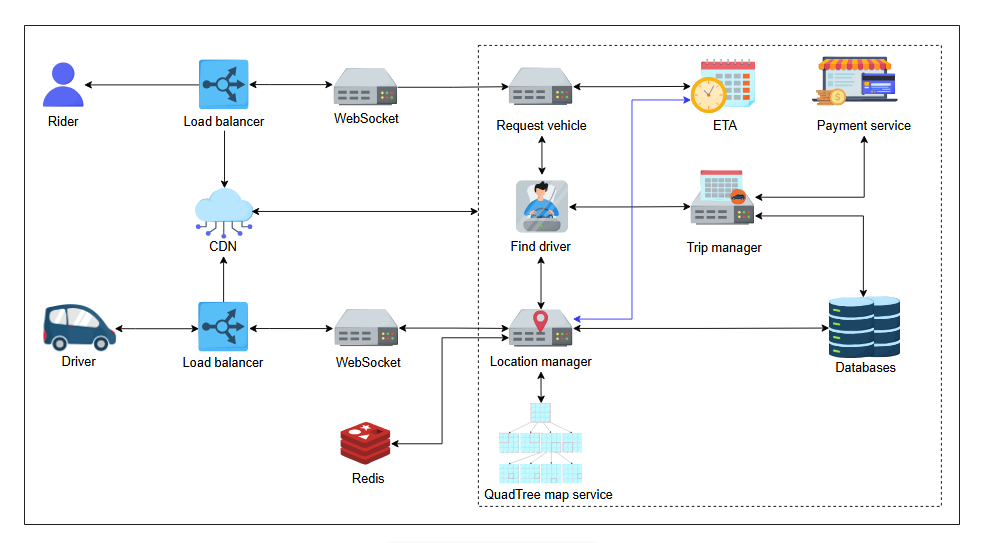 Rider
Load balancer
WebSocket
Request vehicle
ETA
Payment service
CDN
Find driver
Trip manager
Driver
Load balancer
WebSocket
Location manager
Databases
Redis
QuadTree map service